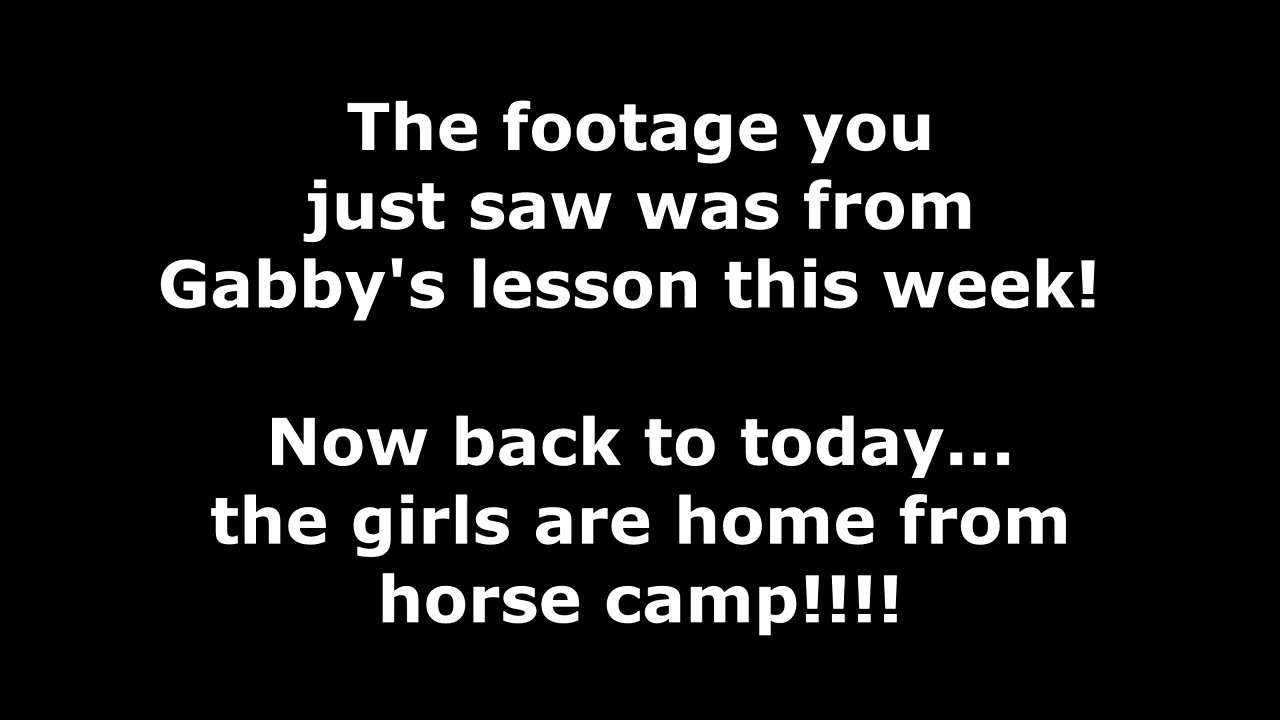 The footage you
just saw was from
Gabby's lesson this week!
Now back to today...
the girls are home from
horse camp!!!!